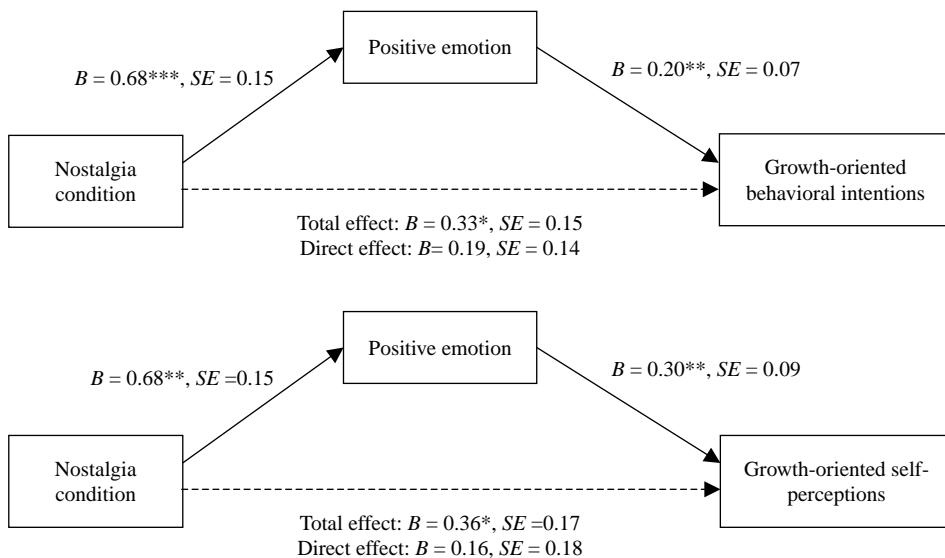 Positive emotion
B = 0.68***, SE = 0.15
B = 0.20**, SE = 0.07
Nostalgia
condition
Growth-oriented
behavioral intentions
Total effect: B = 0.33*, SE = 0.15
Direct effect: B= 0.19, SE = 0.14
Positive emotion
B = 0.68**, SE =0.15
B = 0.30**, SE = 0.09
Nostalgia
condition
Growth-oriented self-
perceptions
Total effect: B = 0.36*, SE =0.17
Direct effect: B = 0.16, SE = 0.18